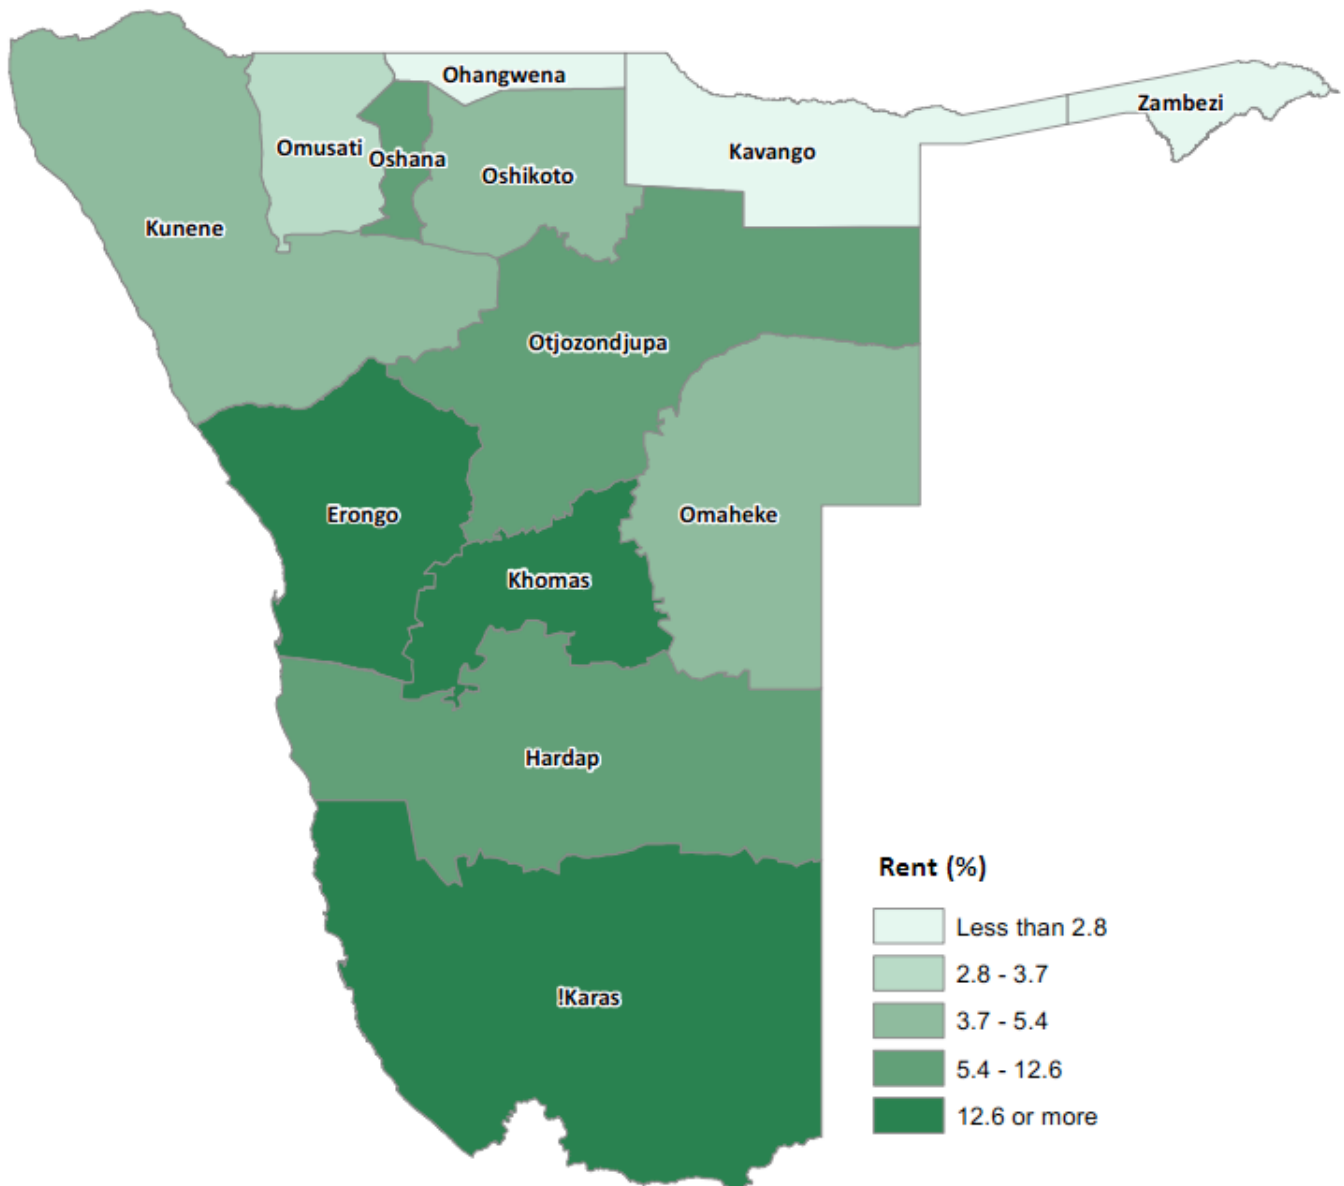 Ohangwena
Zambezi
Omusati
Oshana
Kavango
Oshikoto
Kunene
Otjozondjupa
Erongo
Omaheke
Khomas
Hardap
!Karas
Rent (%)
Less than 2.8
2.8 - 3.7
3.7 - 5.4
5.4 - 12.6
12.6 or more